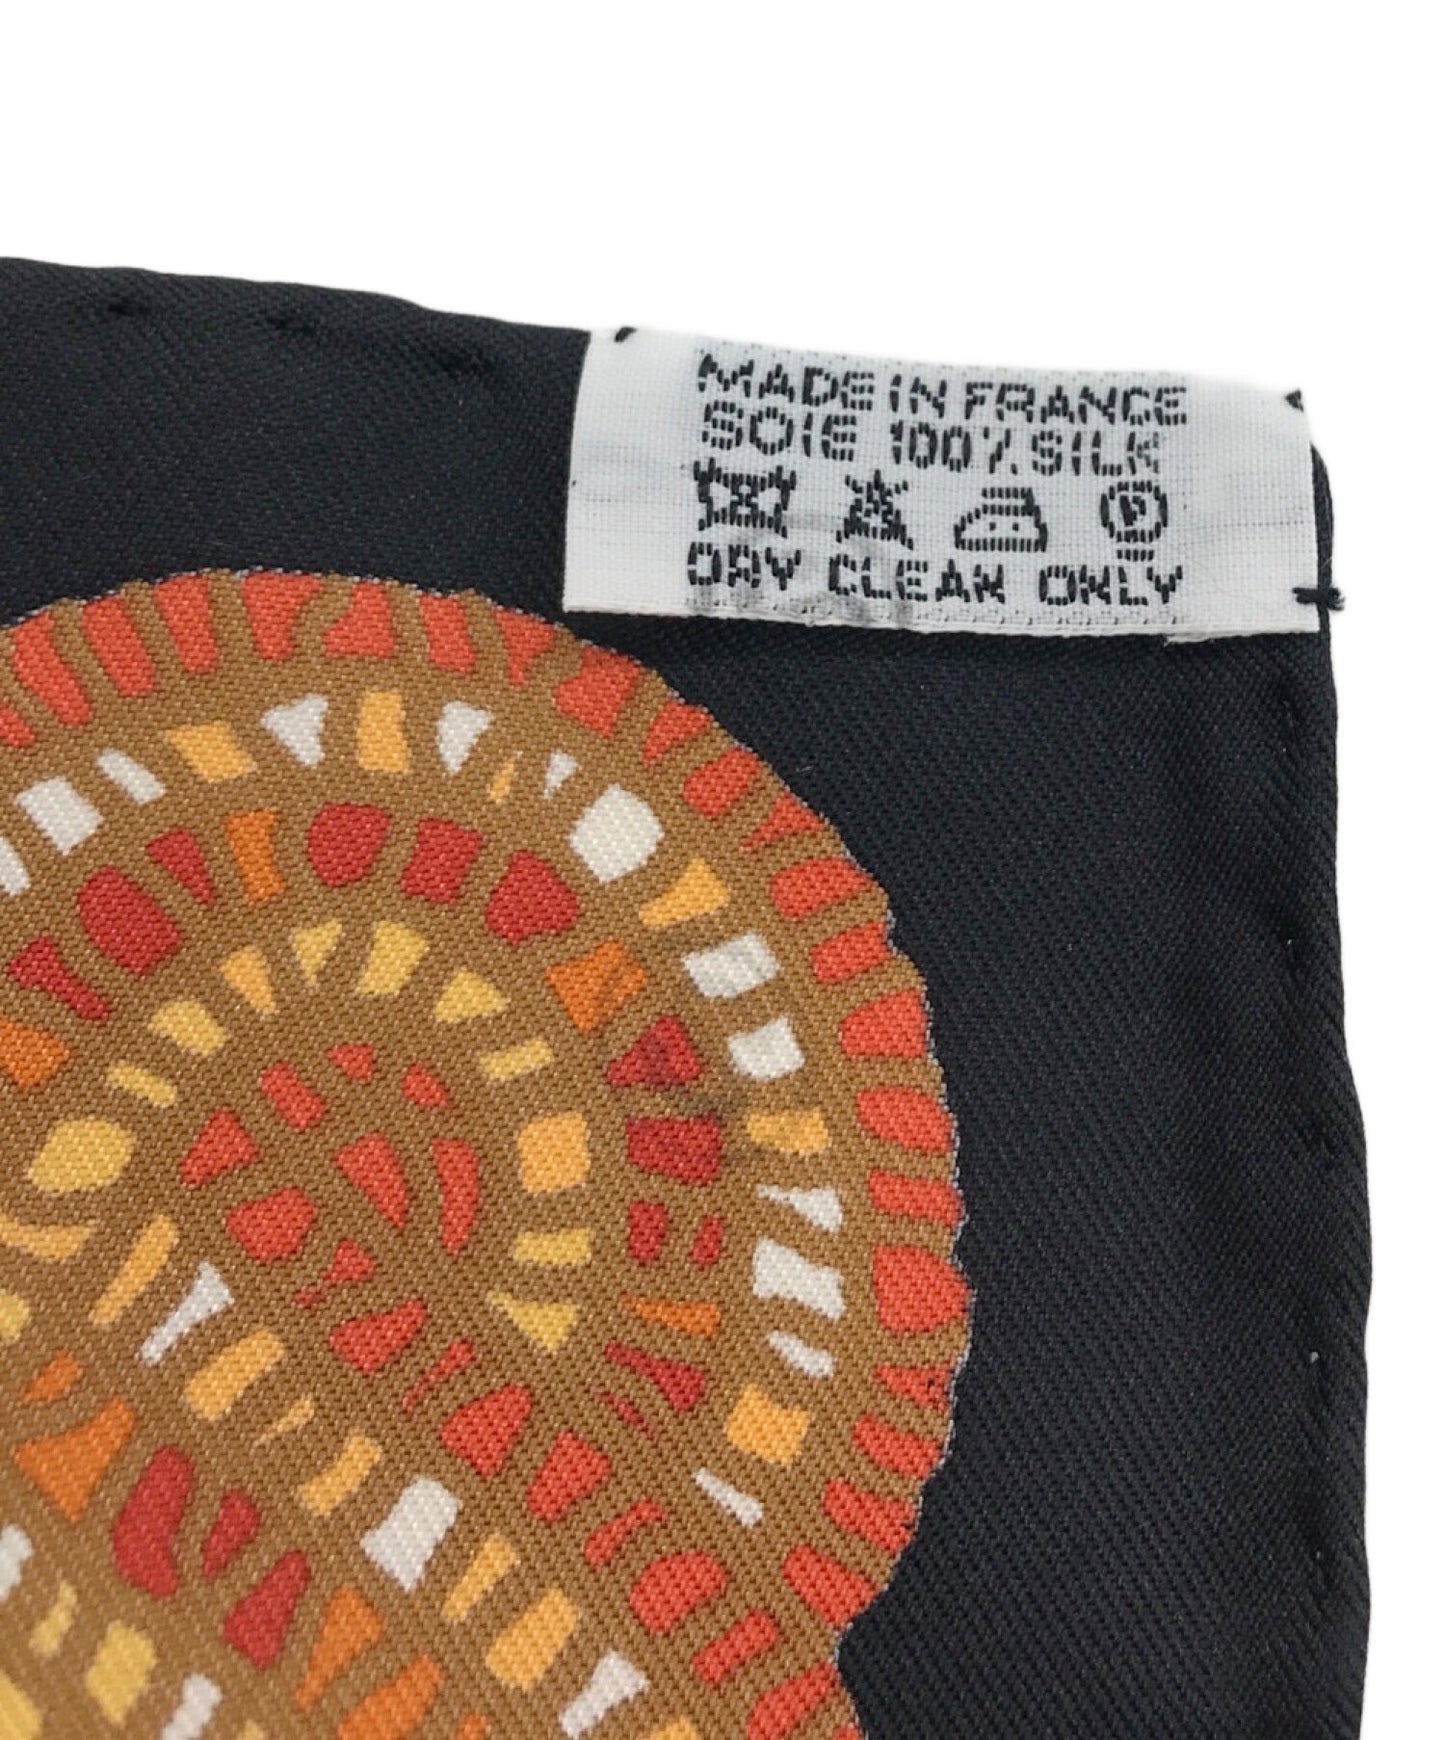 MADE IN FRANCE
SOIE 100% SILK
P
DRY CLEAN ONLY